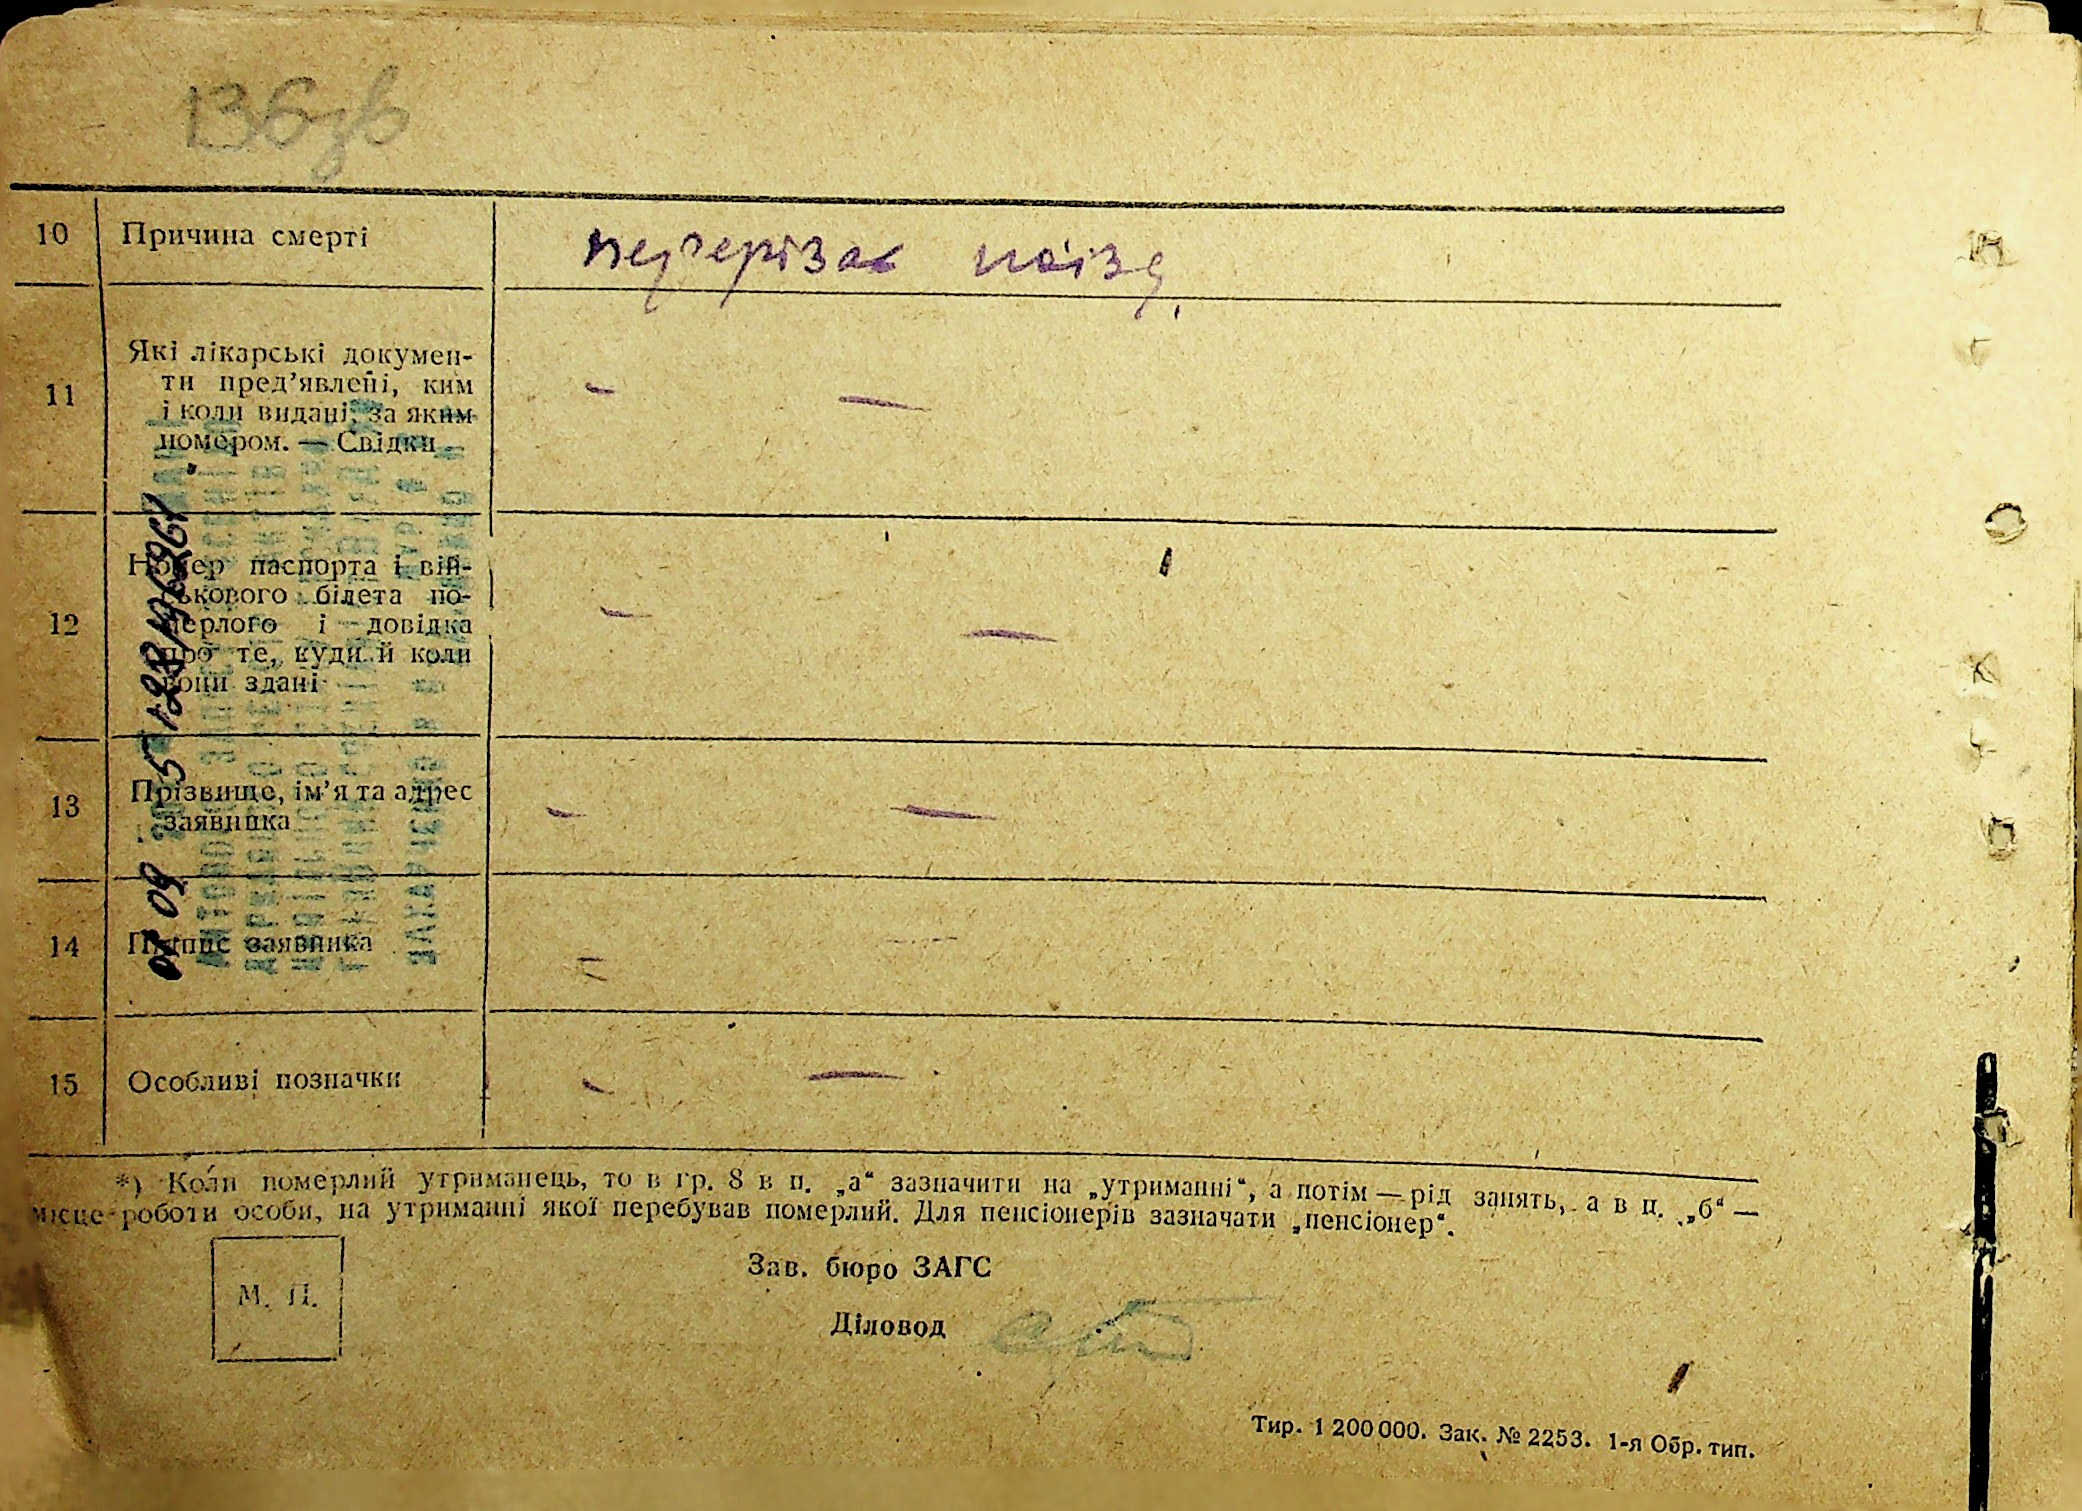 136зв
10 Причина смерті
перерізав поїзд
Які лікарські докумен-
ти пред’явлені, ким
11 і коли видані, за яким
номером. — Свідки
Номер паспорта і вій-
ськового білета по-
12 мерлого і довідка
про те, куди й коли
вони здані
13 Прізвище, ім’я та адрес
заявника
14 Підпис заявника
15 Особливі позначки
*) Коли померлий утриманець, то в гр. 8 в п. „а“ зазначити на „утриманні“, а потім — рід занять, а в п. „б“ —
місце роботи особи, на утриманні якої перебував померлий. Для пенсіонерів зазначати „пенсіонер“.
М. П.
Зав. бюро ЗАГС
Діловод
Тир. 1 200 000. Зак. № 2253. 1-я Обр. тип.